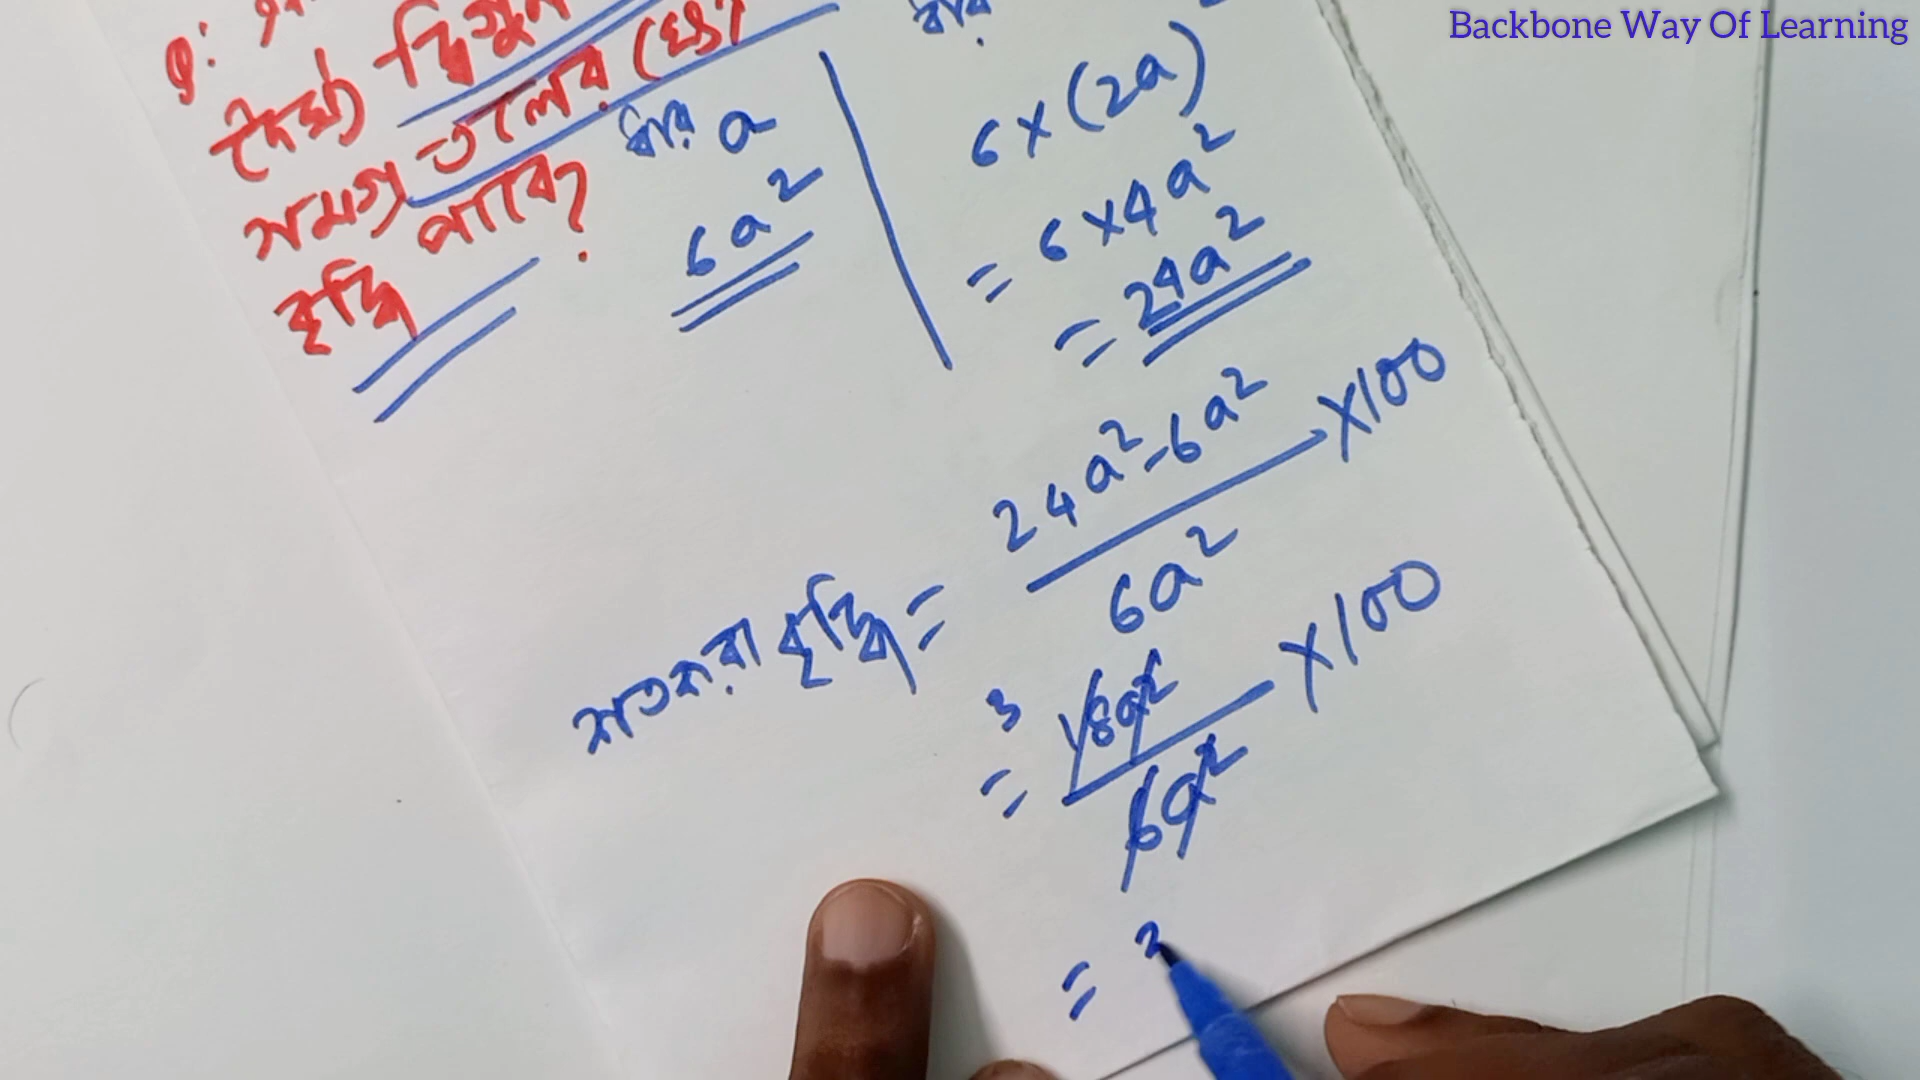 Backbone Way Of Learning
Q:
দৈর্ঘ্য দ্বিগুন
সমগ্র তলের
বৃদ্ধি পাবে?
বাহু a
6a²
6×(2a)²
= 6×4a²
= 24a²
শতকরা বৃদ্ধি = 24a²-6a² ×100
6a²
3
= 18a² ×100
6a²
=